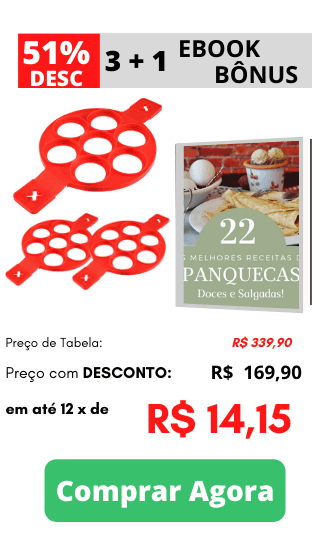 51%
DESC
3 + 1
EBOOK
BÔNUS
22
S MELHORES RECEITAS D
PANQUECAS
Doces e Salgadas!
Preço de Tabela:
R$ 339,90
Preço com DESCONTO:
R$ 169,90
em até 12 x de
R$ 14,15
Comprar Agora